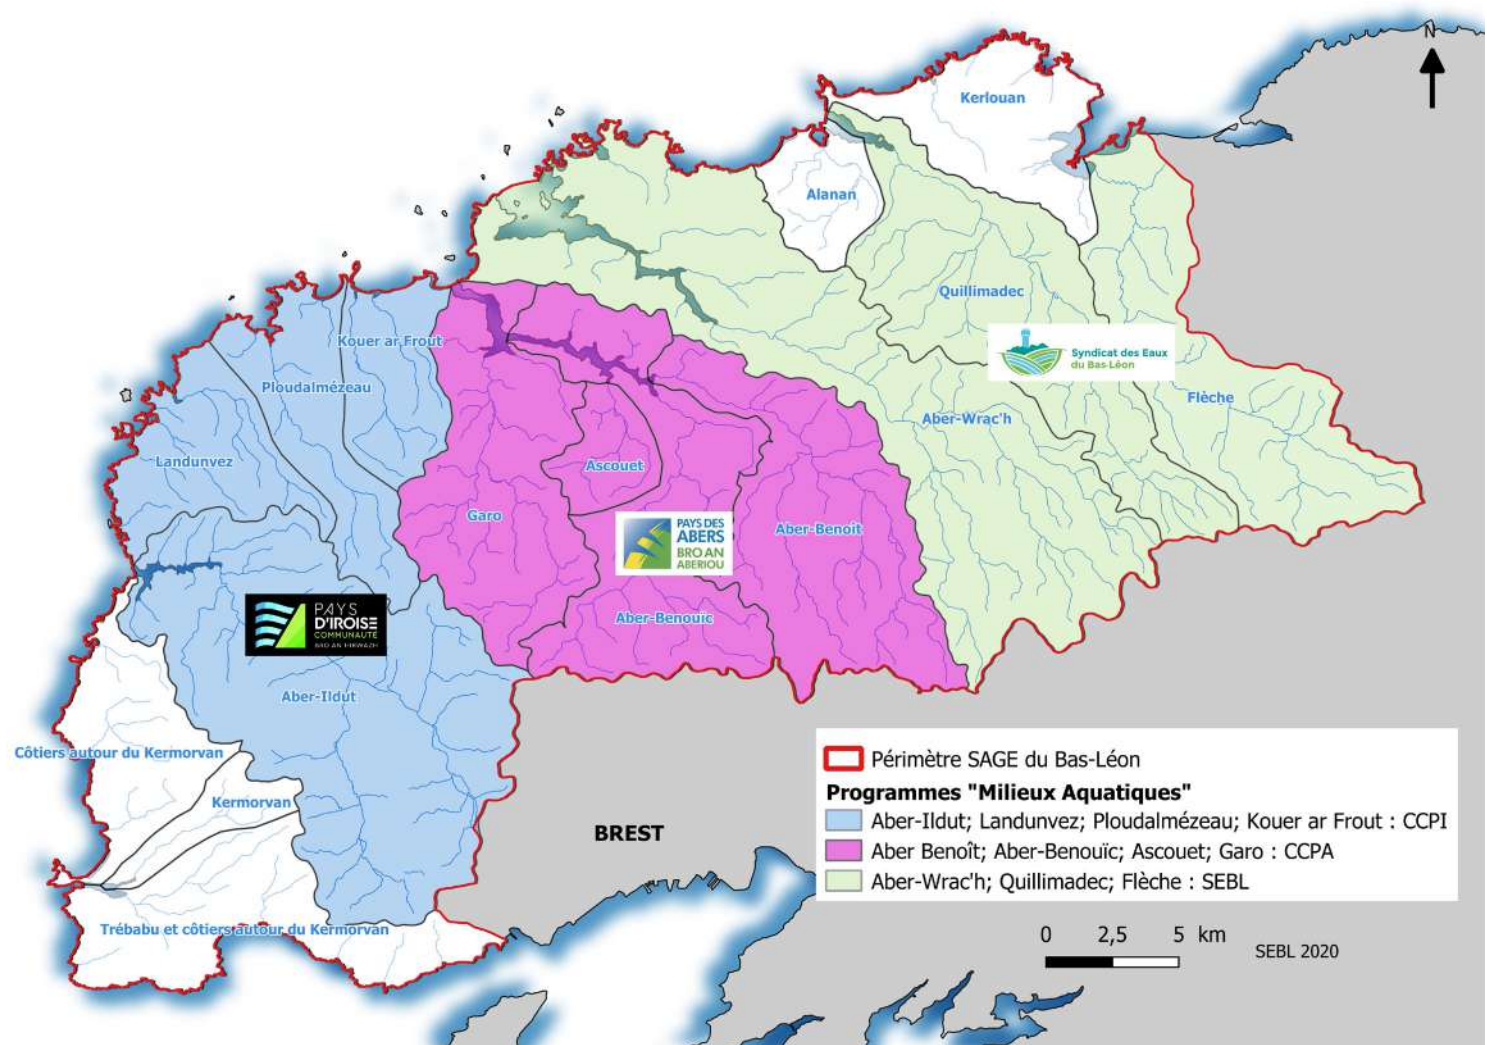 N
Kerlouan
Alanan
Quillimadec
Syndicat des Eaux
du Bas-Léon
Kouer ar Frout
Ploudalmézeau
Flèche
Aber-Wrac'h
Landunvez
Ascouet
Garo
PAYS DES
ABERS
BRO AN
ABERIOU
Aber-Benoit
PAYS
D'IROISE
COMMUNAUTÉ
Aber-Benouïc
Aber-Ildut
Côtiers autour du Kermorvan
Kermorvan
BREST
Trébabu et côtiers autour du Kermorvan
Périmètre SAGE du Bas-Léon
Programmes "Milieux Aquatiques"
Aber-Ildut; Landunvez; Ploudalmézeau; Kouer ar Frout : CCPI
Aber Benoît; Aber-Benouïc; Ascouet; Garo : CCPA
Aber-Wrac'h; Quillimadec; Flèche : SEBL
0 2,5 5 km
SEBL 2020